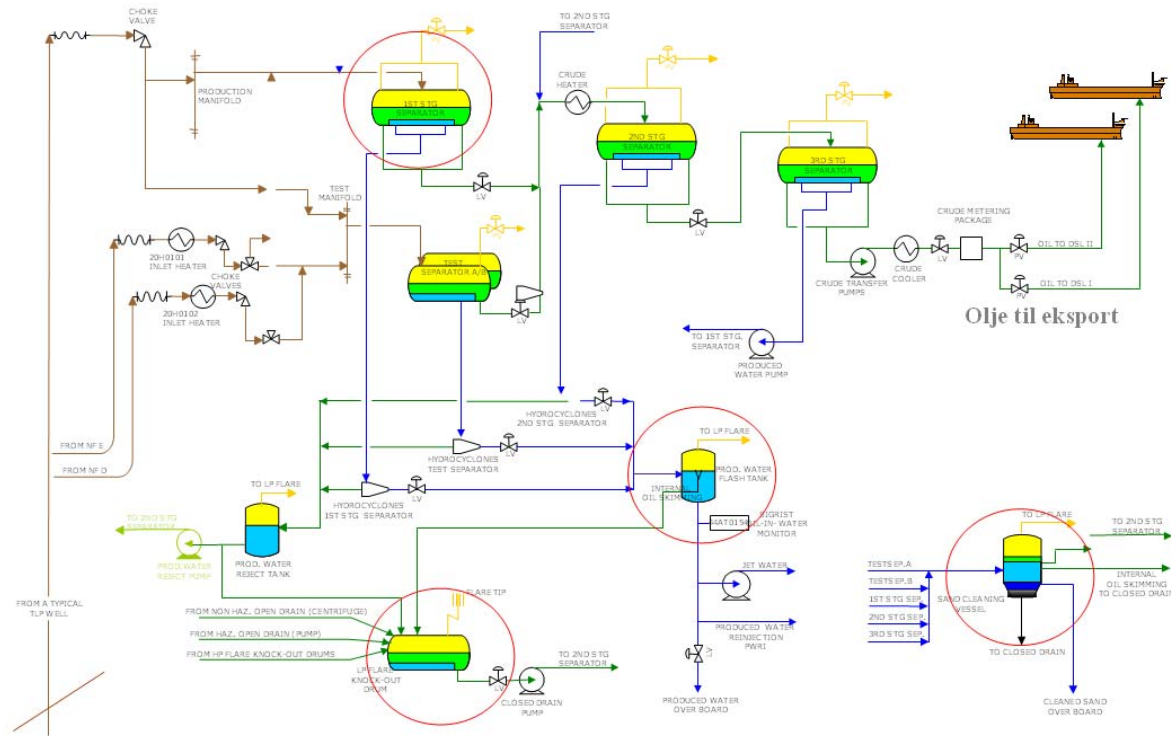 CHOKE
VALVE
PRODUCTION
MANIFOLD
1ST STG
SEPARATOR
TO 2ND STG
SEPARATOR
CRUDE
HEATER
2ND STG
SEPARATOR
3RD STG
SEPARATOR
LV
LV
TEST
MANIFOLD
TEST
SEPARATOR A/B
LV
20H0101
INLET HEATER
CHOKE
VALVES
20H0102
INLET HEATER
CRUDE METERING
PACKAGE
CRUDE TRANSFER
PUMPS
CRUDE
COOLER
LV
PV
OIL TO DSL II
PV
OIL TO DSL I
Olje til eksport
TO 1ST STG.
SEPARATOR
PRODUCED
WATER PUMP
FROM NF E
FROM NF D
HYDROCYCLONES
2ND STG. SEPARATOR
LV
HYDROCYCLONES
TEST SEPARATOR
LV
HYDROCYCLONES
1ST STG. SEPARATOR
LV
TO LP FLARE
PROD. WATER
FLASH TANK
INTERNAL
OIL SKIMMING
SIGRIST
OIL-IN-WATER
MONITOR
TO LP FLARE
PROD. WATER
REJECT TANK
TO 2ND STG
SEPARATOR
PROD. WATER
REJECT PUMP
FROM A TYPICAL
TLP WELL
FROM NON HAZ. OPEN DRAIN (CENTRIFUGE)
FROM HAZ. OPEN DRAIN (PUMP)
FROM HP FLARE KNOCK-OUT DRUMS
FLARE TIP
LP FLARE
KNOCK-OUT
DRUM
LV
TO 2ND STG
SEPARATOR
CLOSED DRAIN
PUMP
JET WATER
PRODUCED WATER
REINJECTION
PWRI
LV
PRODUCED WATER
OVER BOARD
TEST SEP. A
TEST SEP. B
1ST STG SEP.
2ND STG SEP.
3RD STG SEP.
SAND CLEANING
VESSEL
TO LP FLARE
TO 2ND STG
SEPARATOR
INTERNAL
OIL SKIMMING
TO CLOSED DRAIN
TO CLOSED DRAIN
CLEANED SAND
OVER BOARD